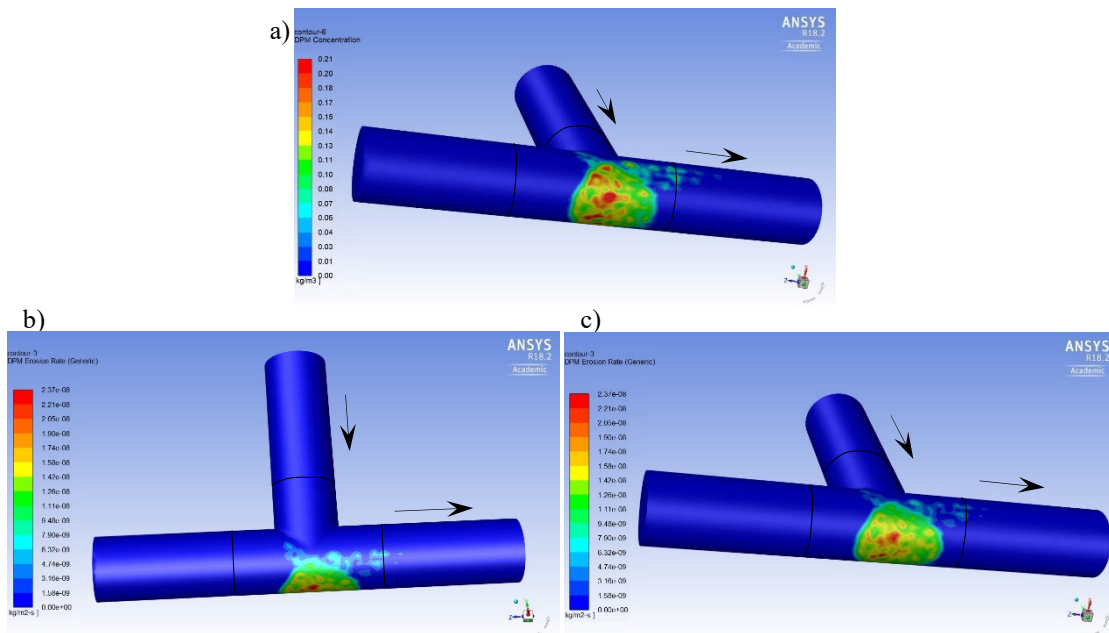 a)
contour-6
DPM Concentration
ANSYS
R18.2
Academic
0.21
0.20
0.18
0.17
0.15
0.14
0.13
0.11
0.10
0.08
0.07
0.06
0.04
0.03
0.01
0.00
kg/m3 ]
Z
b)
contour-3
DPM Erosion Rate (Generic)
ANSYS
R18.2
Academic
2.37e-08
2.21e-08
2.05e-08
1.90e-08
1.74e-08
1.58e-08
1.42e-08
1.26e-08
1.11e-08
9.48e-09
7.90e-09
6.32e-09
4.74e-09
3.16e-09
1.58e-09
0.00e+00
kg/m2-s ]
Z
c)
contour-3
DPM Erosion Rate (Generic)
ANSYS
R18.2
Academic
2.37e-08
2.21e-08
2.05e-08
1.90e-08
1.74e-08
1.58e-08
1.42e-08
1.26e-08
1.11e-08
9.48e-09
7.90e-09
6.32e-09
4.74e-09
3.16e-09
1.58e-09
0.00e+00
kg/m2-s ]
Z